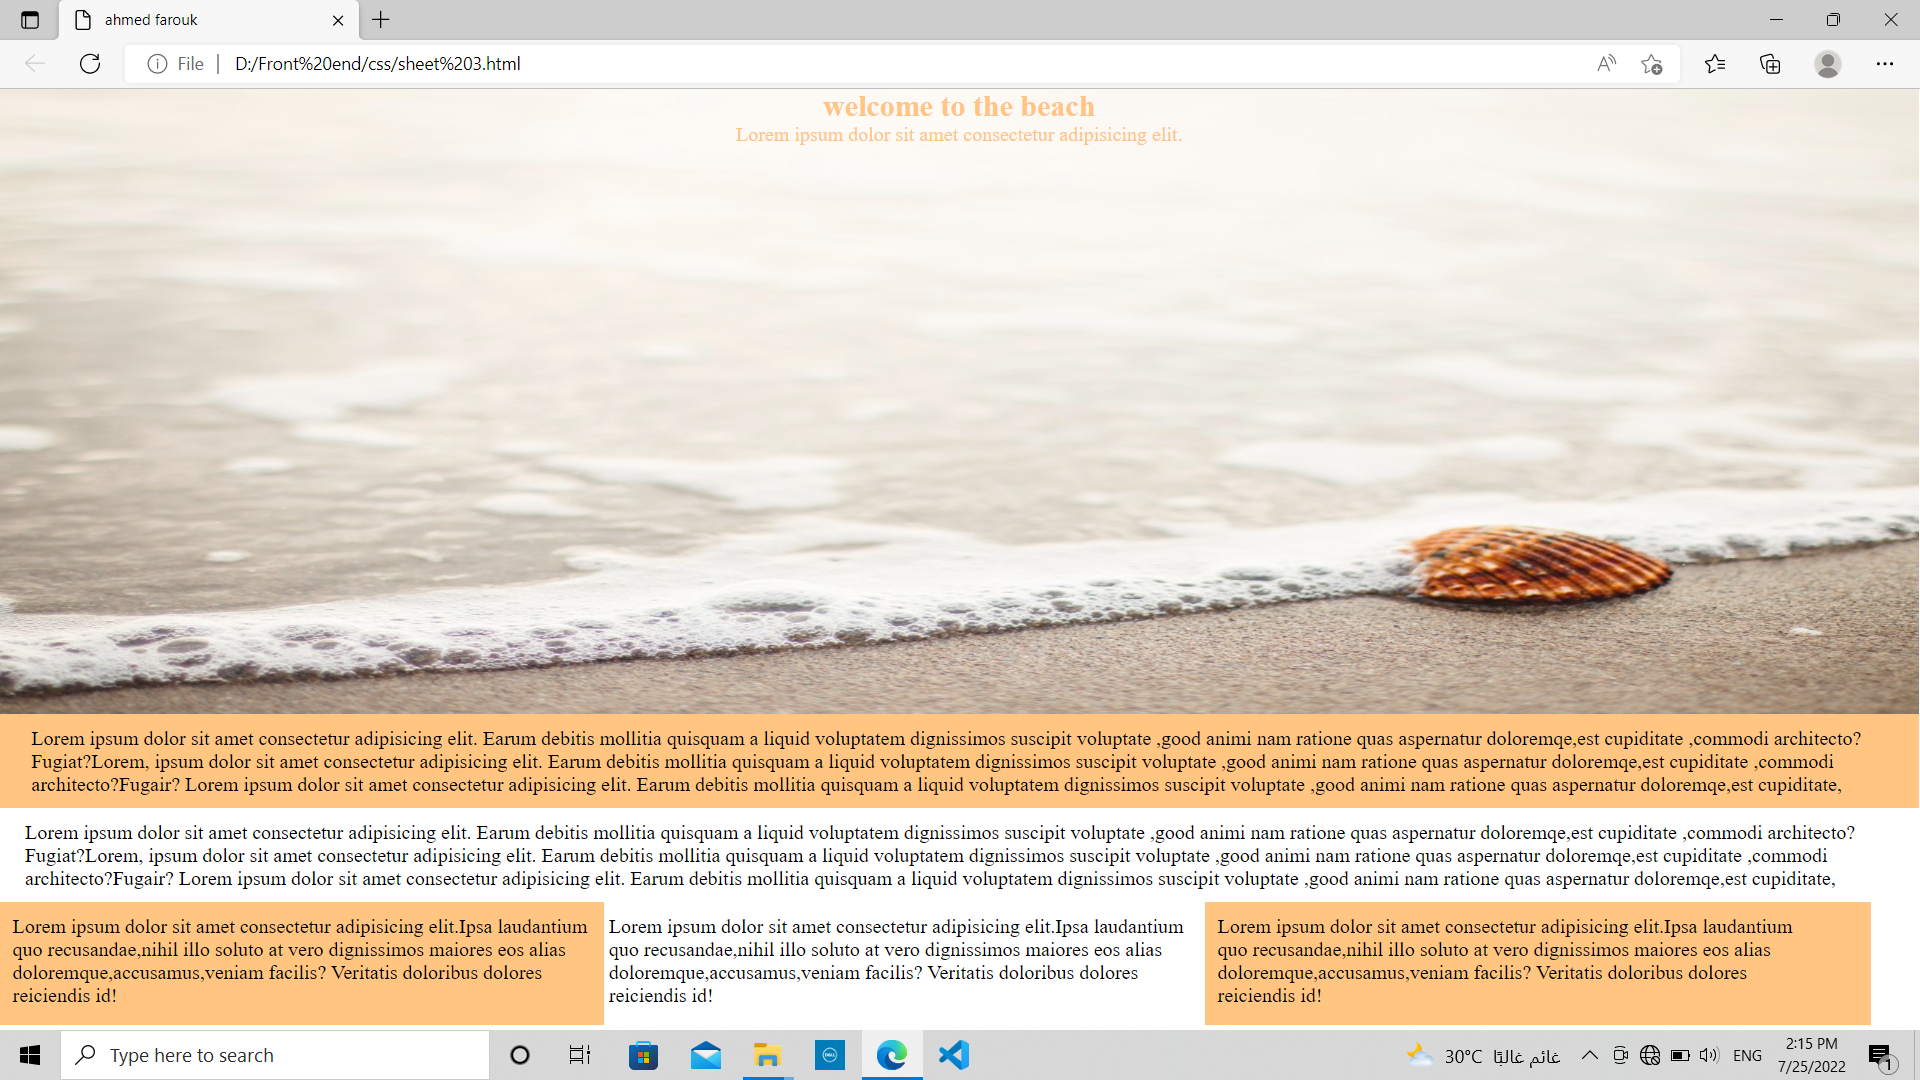 ahmed farouk
File
D:/Front%20end/css/sheet%203.html
welcome to the beach
Lorem ipsum dolor sit amet consectetur adipisicing elit.
Lorem ipsum dolor sit amet consectetur adipisicing elit. Earum debitis mollitia quisquam a liquid voluptatem dignissimos suscipit voluptate ,good animi nam ratione quas aspernatur doloremqe,est cupiditate ,commodi architecto?
Fugiat?Lorem, ipsum dolor sit amet consectetur adipisicing elit. Earum debitis mollitia quisquam a liquid voluptatem dignissimos suscipit voluptate ,good animi nam ratione quas aspernatur doloremqe,est cupiditate ,commodi
architecto?Fugair? Lorem ipsum dolor sit amet consectetur adipisicing elit. Earum debitis mollitia quisquam a liquid voluptatem dignissimos suscipit voluptate ,good animi nam ratione quas aspernatur doloremqe,est cupiditate,
Lorem ipsum dolor sit amet consectetur adipisicing elit. Earum debitis mollitia quisquam a liquid voluptatem dignissimos suscipit voluptate ,good animi nam ratione quas aspernatur doloremqe,est cupiditate ,commodi architecto?
Fugiat?Lorem, ipsum dolor sit amet consectetur adipisicing elit. Earum debitis mollitia quisquam a liquid voluptatem dignissimos suscipit voluptate ,good animi nam ratione quas aspernatur doloremqe,est cupiditate ,commodi
architecto?Fugair? Lorem ipsum dolor sit amet consectetur adipisicing elit. Earum debitis mollitia quisquam a liquid voluptatem dignissimos suscipit voluptate ,good animi nam ratione quas aspernatur doloremqe,est cupiditate,
Lorem ipsum dolor sit amet consectetur adipisicing elit.Ipsa laudantium
quo recusandae,nihil illo soluto at vero dignissimos maiores eos alias
doloremque,accusamus,veniam facilis? Veritatis doloribus dolores
reiciendis id!
Lorem ipsum dolor sit amet consectetur adipisicing elit.Ipsa laudantium
quo recusandae,nihil illo soluto at vero dignissimos maiores eos alias
doloremque,accusamus,veniam facilis? Veritatis doloribus dolores
reiciendis id!
Lorem ipsum dolor sit amet consectetur adipisicing elit.Ipsa laudantium
quo recusandae,nihil illo soluto at vero dignissimos maiores eos alias
doloremque,accusamus,veniam facilis? Veritatis doloribus dolores
reiciendis id!
Type here to search
DELL
30°C غائم غالبًا
ENG
2:15 PM
7/25/2022
1